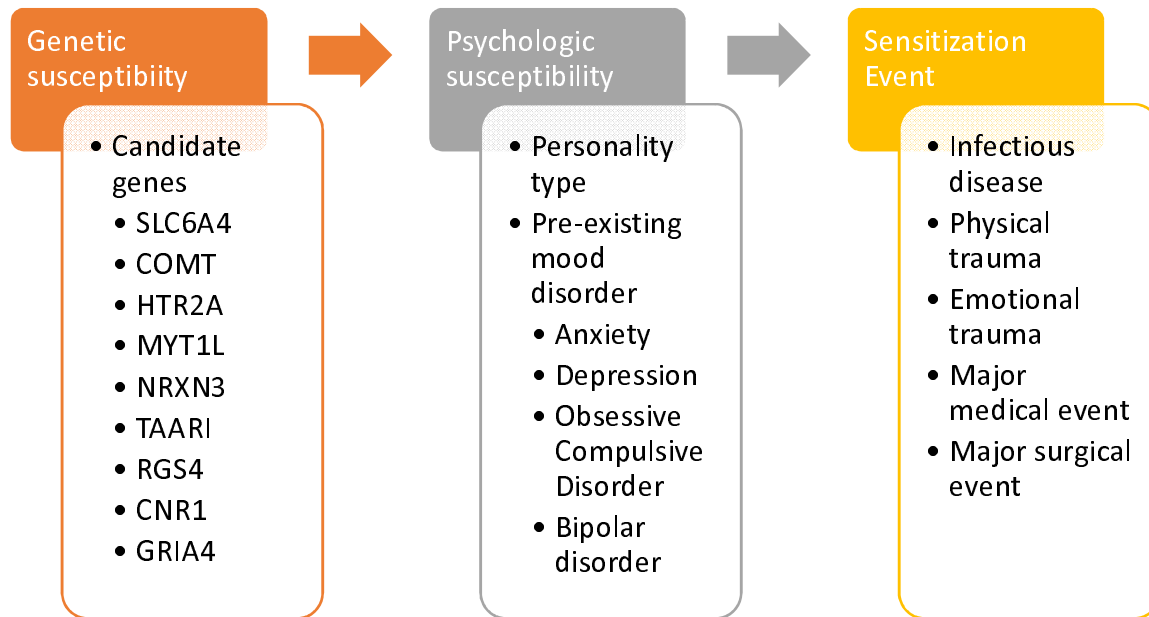 Genetic
susceptibiity
• Candidate
genes
• SLC6A4
• COMT
• HTR2A
• MYT1L
• NRXN3
• TAARI
• RGS4
• CNR1
• GRIA4
Psychologic
susceptibility
• Personality
type
• Pre-existing
mood
disorder
• Anxiety
• Depression
• Obsessive
Compulsive
Disorder
• Bipolar
disorder
Sensitization
Event
• Infectious
disease
• Physical
trauma
• Emotional
trauma
• Major
medical event
• Major surgical
event